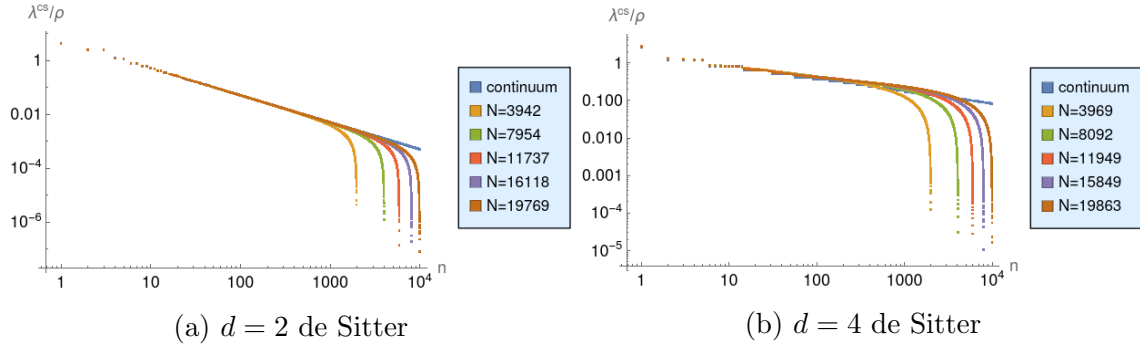 λ^cs/ρ
1
0.01
10^-4
10^-6
1 10 100 1000 10^4 n
continuum
N=3942
N=7954
N=11737
N=16118
N=19769
(a) d = 2 de Sitter
λ^cs/ρ
1
0.100
0.010
0.001
10^-4
10^-5
1 10 100 1000 10^4 n
continuum
N=3969
N=8092
N=11949
N=15849
N=19863
(b) d = 4 de Sitter